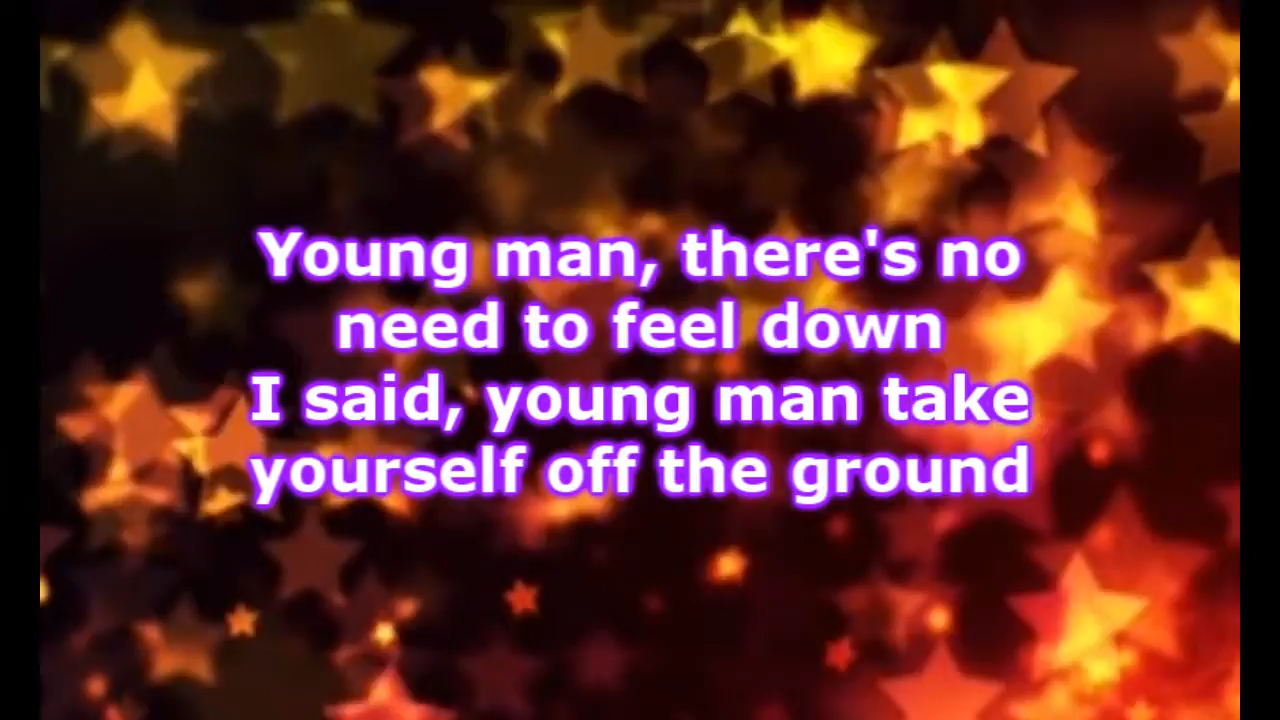 Young man, there's no
need to feel down
I said, young man take
yourself off the ground